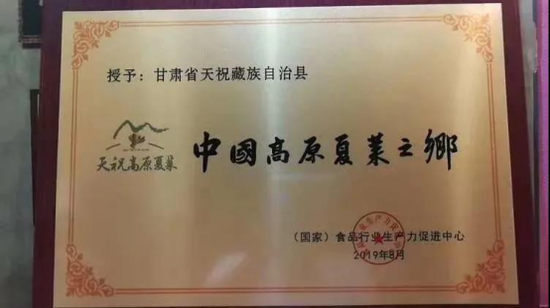 授予：甘肃省天祝藏族自治县
天祝高原夏菜
中國高原夏菜之鄉
（国家）食品行业生产力促进中心
2019年8月